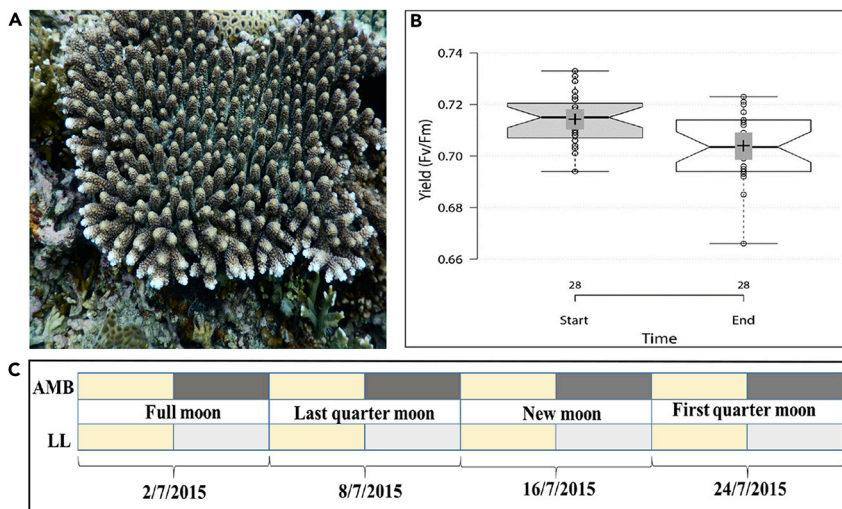 A
B
0.74
0.72
0.70
0.68
0.66
Yield (Fv/Fm)
28 28
Start End
Time
C
AMB
Full moon Last quarter moon New moon First quarter moon
LL
2/7/2015 8/7/2015 16/7/2015 24/7/2015